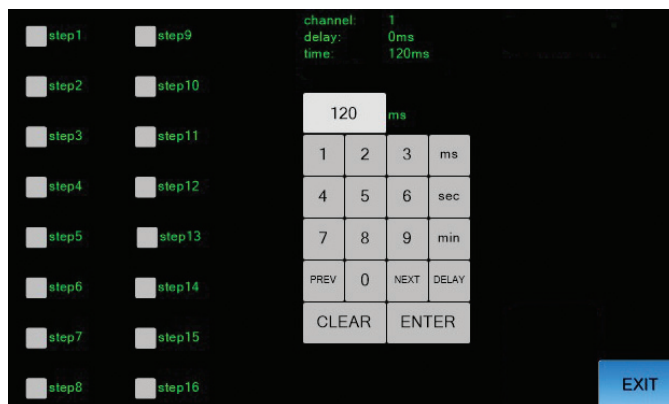 step1
step2
step3
step4
step5
step6
step7
step8
step9
step10
step11
step12
step13
step14
step15
step16
channel: 1
delay: 0ms
time: 120ms
120 ms
1 2 3 ms
4 5 6 sec
7 8 9 min
PREV 0 NEXT DELAY
CLEAR ENTER
EXIT